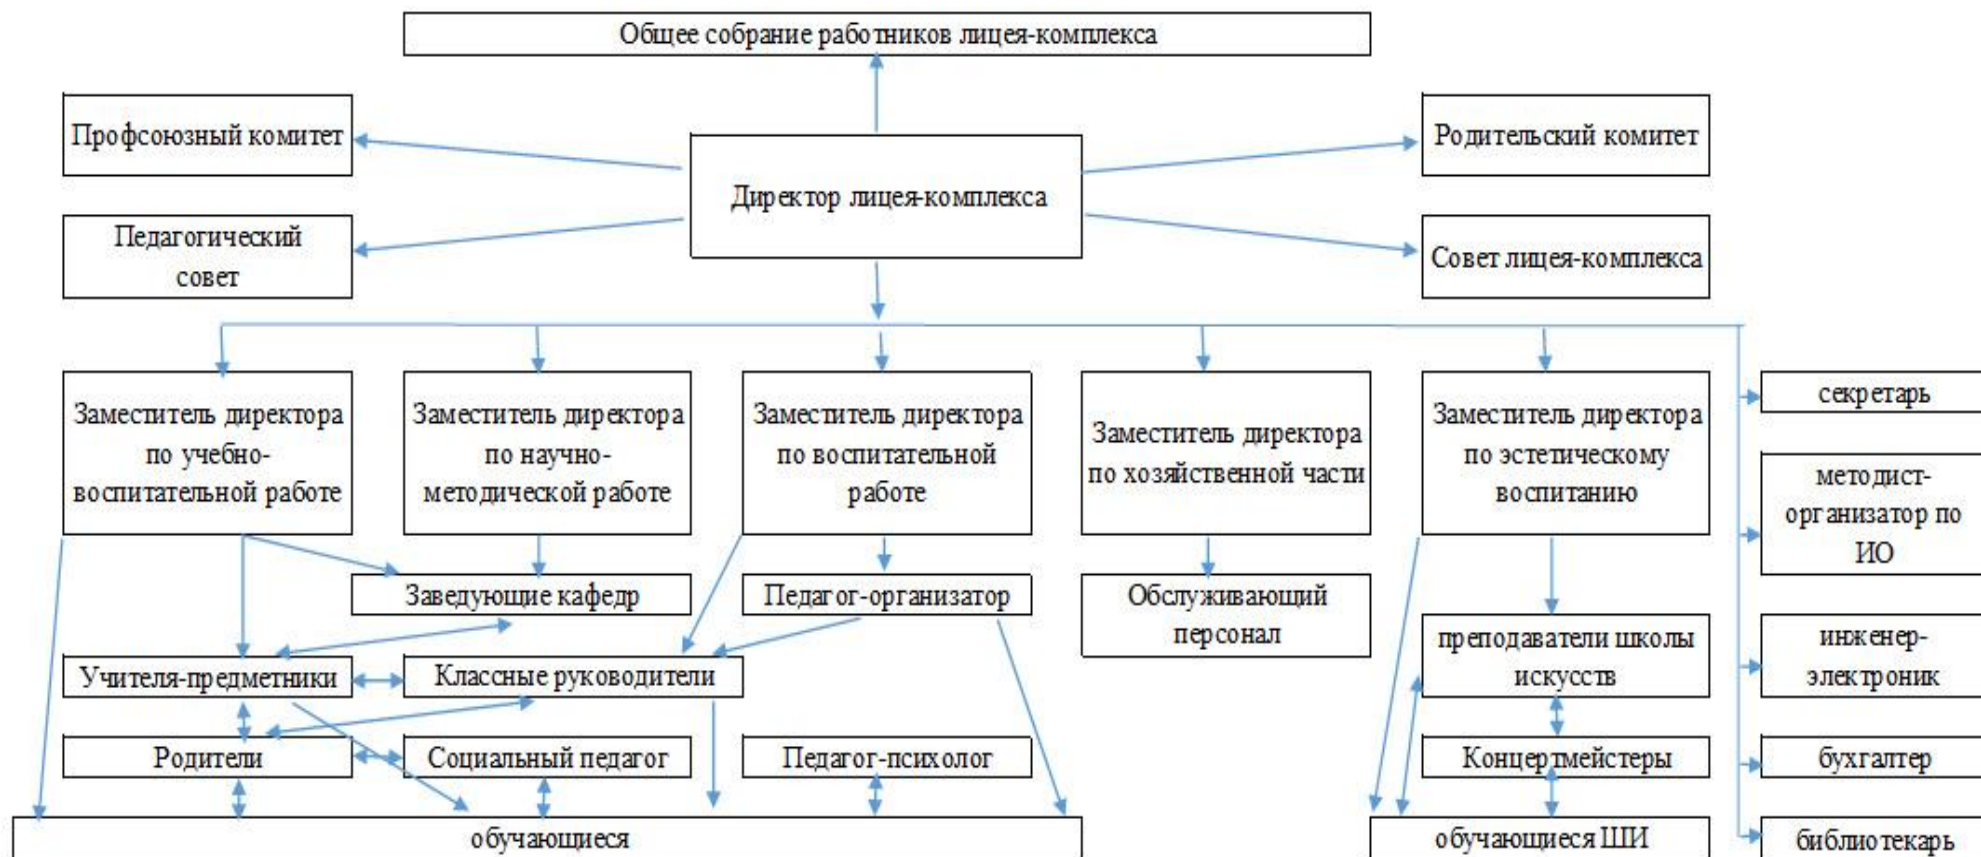 Общее собрание работников лицея-комплекса
Профсоюзный комитет
Родительский комитет
Директор лицея-комплекса
Педагогический
совет
Совет лицея-комплекса
Заместитель директора
по учебно-
воспитательной работе
Заместитель директора
по научно-
методической работе
Заместитель директора
по воспитательной
работе
Заместитель директора
по хозяйственной части
Заместитель директора
по эстетическому
воспитанию
секретарь
методист-
организатор по
ИО
Заведующие кафедр
Педагог-организатор
Обслуживающий
персонал
преподаватели школы
искусств
инженер-
электроник
Учителя-предметники
Классные руководители
Родители
Социальный педагог
Педагог-психолог
Концертмейстеры
бухгалтер
обучающиеся
обучающиеся ШИ
библиотекарь